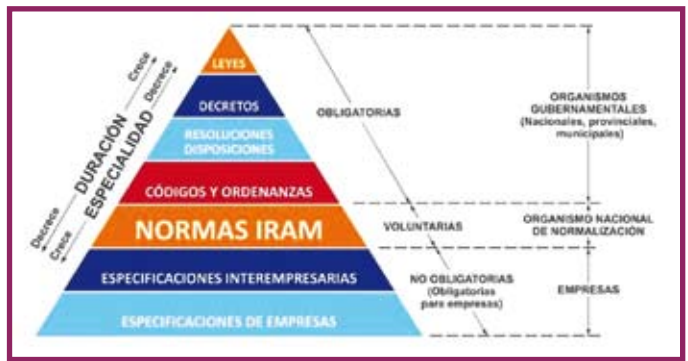 LEYES
DECRETOS
RESOLUCIONES
DISPOSICIONES
CÓDIGOS Y ORDENANZAS
NORMAS IRAM
ESPECIFICACIONES INTEREMPRESARIAS
ESPECIFICACIONES DE EMPRESAS
Crece
DURACIÓN
Decrece
Decrece
ESPECIALIDAD
Crece
OBLIGATORIAS
VOLUNTARIAS
NO OBLIGATORIAS
(Obligatorias
para empresas)
ORGANISMOS
GUBERNAMENTALES
(Nacionales, provinciales,
municipales)
ORGANISMO NACIONAL
DE NORMALIZACIÓN
EMPRESAS